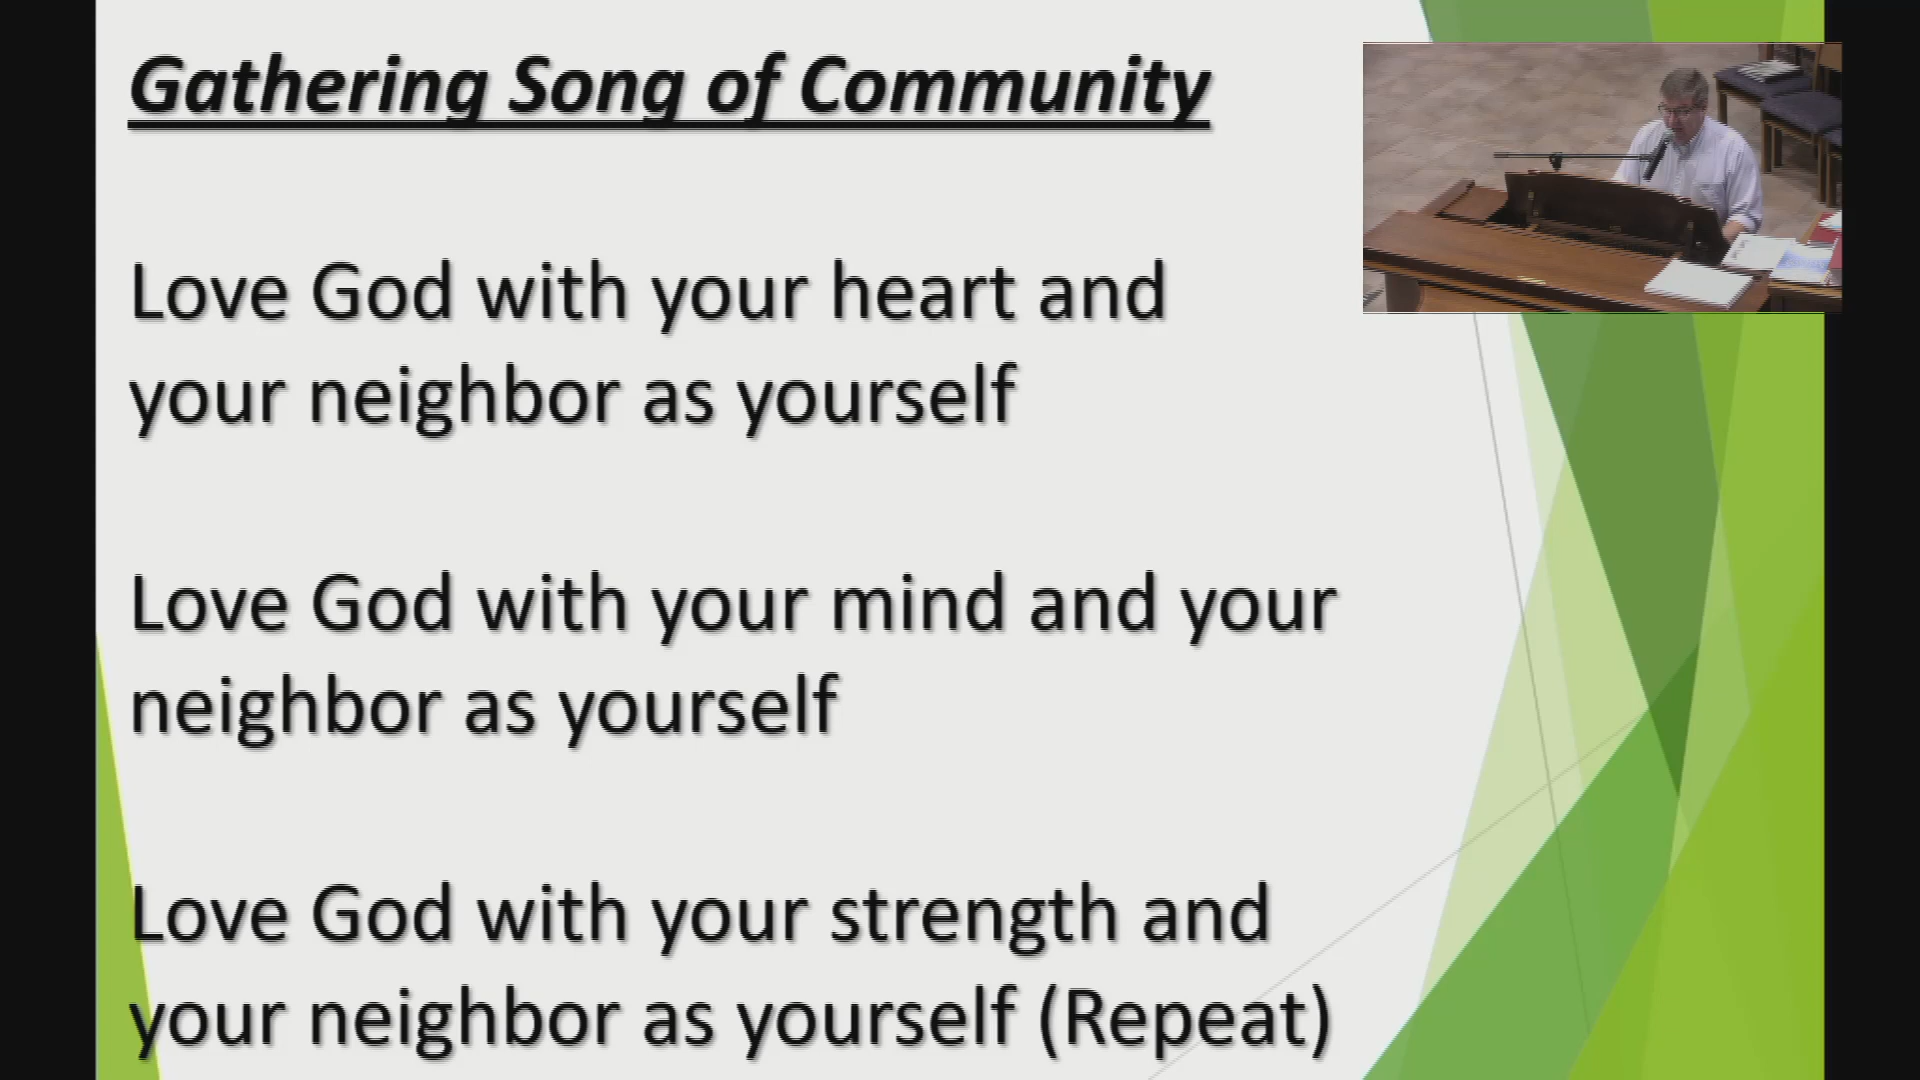 Gathering Song of Community
Love God with your heart and
your neighbor as yourself
Love God with your mind and your
neighbor as yourself
Love God with your strength and
your neighbor as yourself (Repeat)